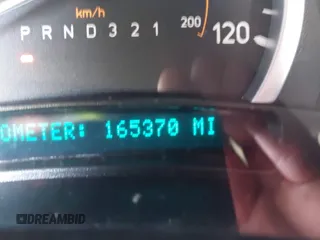 km/h
P R N D 3 2 1
200
120
OMETER: 165370 MI
DREAMBID